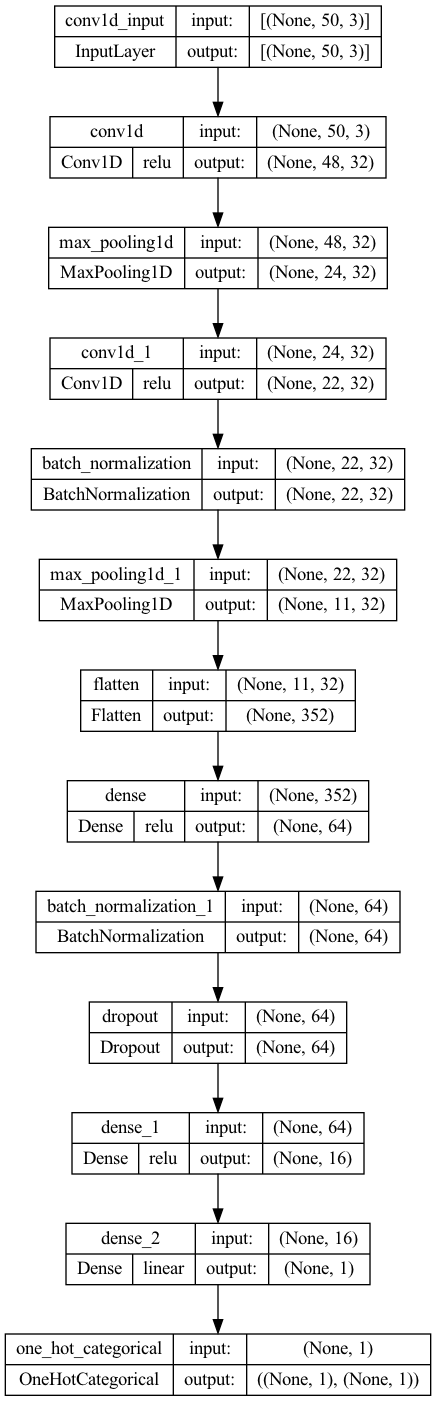 conv1d_input input: [(None, 50, 3)]
InputLayer output: [(None, 50, 3)]
conv1d input: (None, 50, 3)
Conv1D relu output: (None, 48, 32)
max_pooling1d input: (None, 48, 32)
MaxPooling1D output: (None, 24, 32)
conv1d_1 input: (None, 24, 32)
Conv1D relu output: (None, 22, 32)
batch_normalization input: (None, 22, 32)
BatchNormalization output: (None, 22, 32)
max_pooling1d_1 input: (None, 22, 32)
MaxPooling1D output: (None, 11, 32)
flatten input: (None, 11, 32)
Flatten output: (None, 352)
dense input: (None, 352)
Dense relu output: (None, 64)
batch_normalization_1 input: (None, 64)
BatchNormalization output: (None, 64)
dropout input: (None, 64)
Dropout output: (None, 64)
dense_1 input: (None, 64)
Dense relu output: (None, 16)
dense_2 input: (None, 16)
Dense linear output: (None, 1)
one_hot_categorical input: (None, 1)
OneHotCategorical output: ((None, 1), (None, 1))